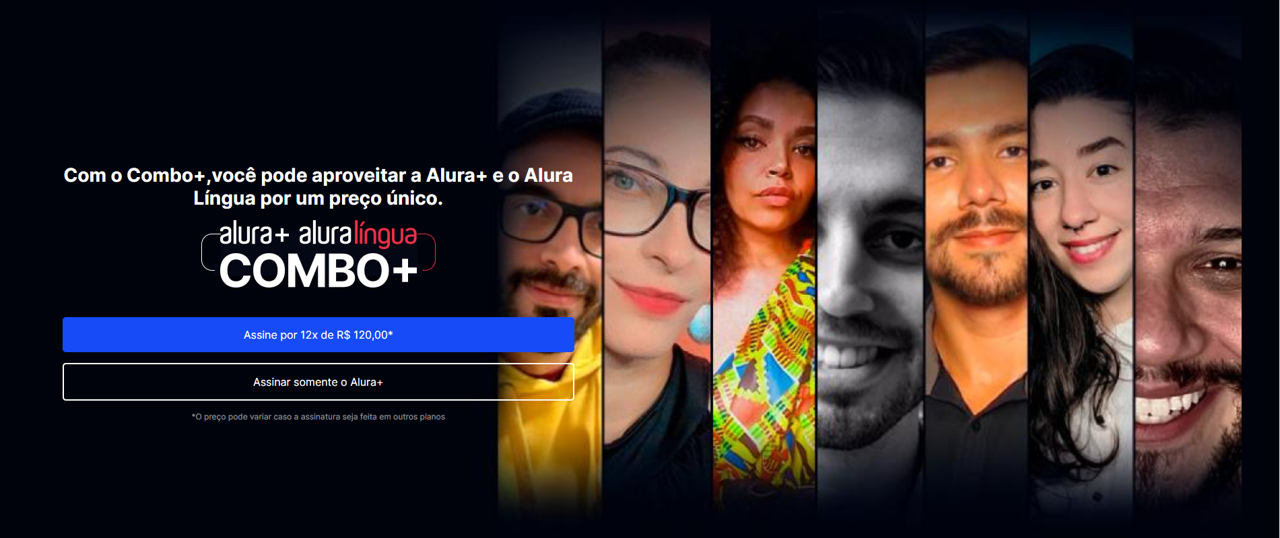 Com o Combo+,você pode aproveitar a Alura+ e o Alura
Língua por um preço único.
alura+ aluralíngua
COMBO+
Assine por 12x de R$ 120,00*
Assinar somente o Alura+
*O preço pode variar caso a assinatura seja feita em outros planos